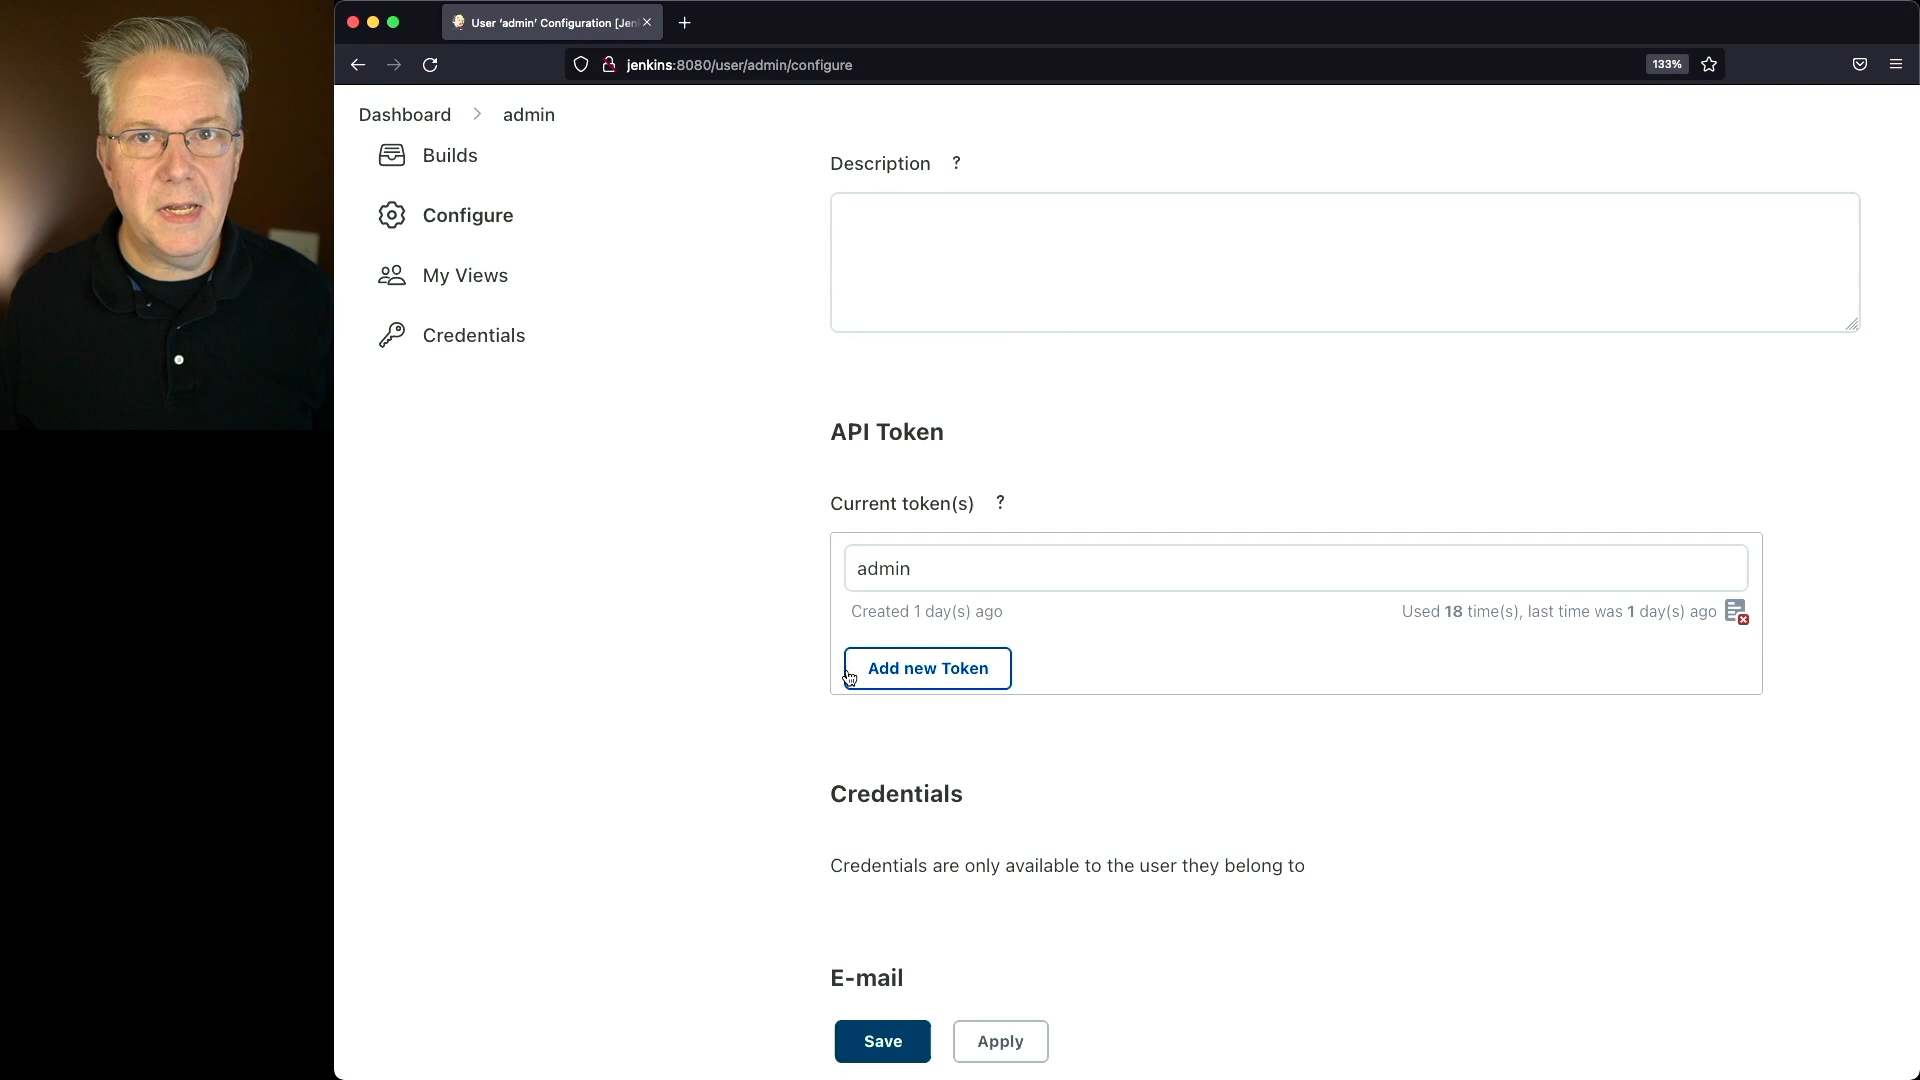 User 'admin' Configuration [Jen
jenkins:8080/user/admin/configure
133%
Dashboard
admin
Builds
Configure
My Views
Credentials
Description ?
API Token
Current token(s) ?
admin
Created 1 day(s) ago
Used 18 time(s), last time was 1 day(s) ago
Add new Token
Credentials
Credentials are only available to the user they belong to
E-mail
Save
Apply